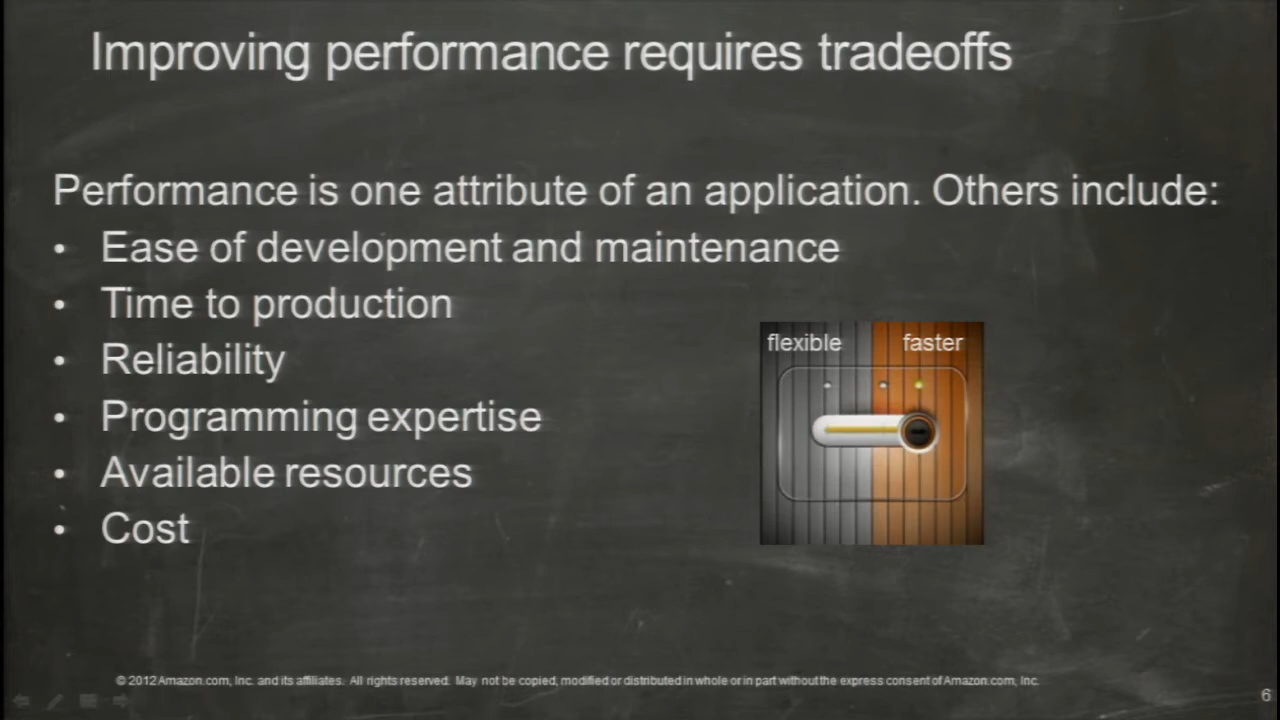 Improving performance requires tradeoffs
Performance is one attribute of an application. Others include:
• Ease of development and maintenance
• Time to production
• Reliability
• Programming expertise
• Available resources
• Cost
flexible faster
© 2012 Amazon.com, Inc. and its affiliates. All rights reserved. May not be copied, modified or distributed in whole or in part without the express consent of Amazon.com, Inc.
6